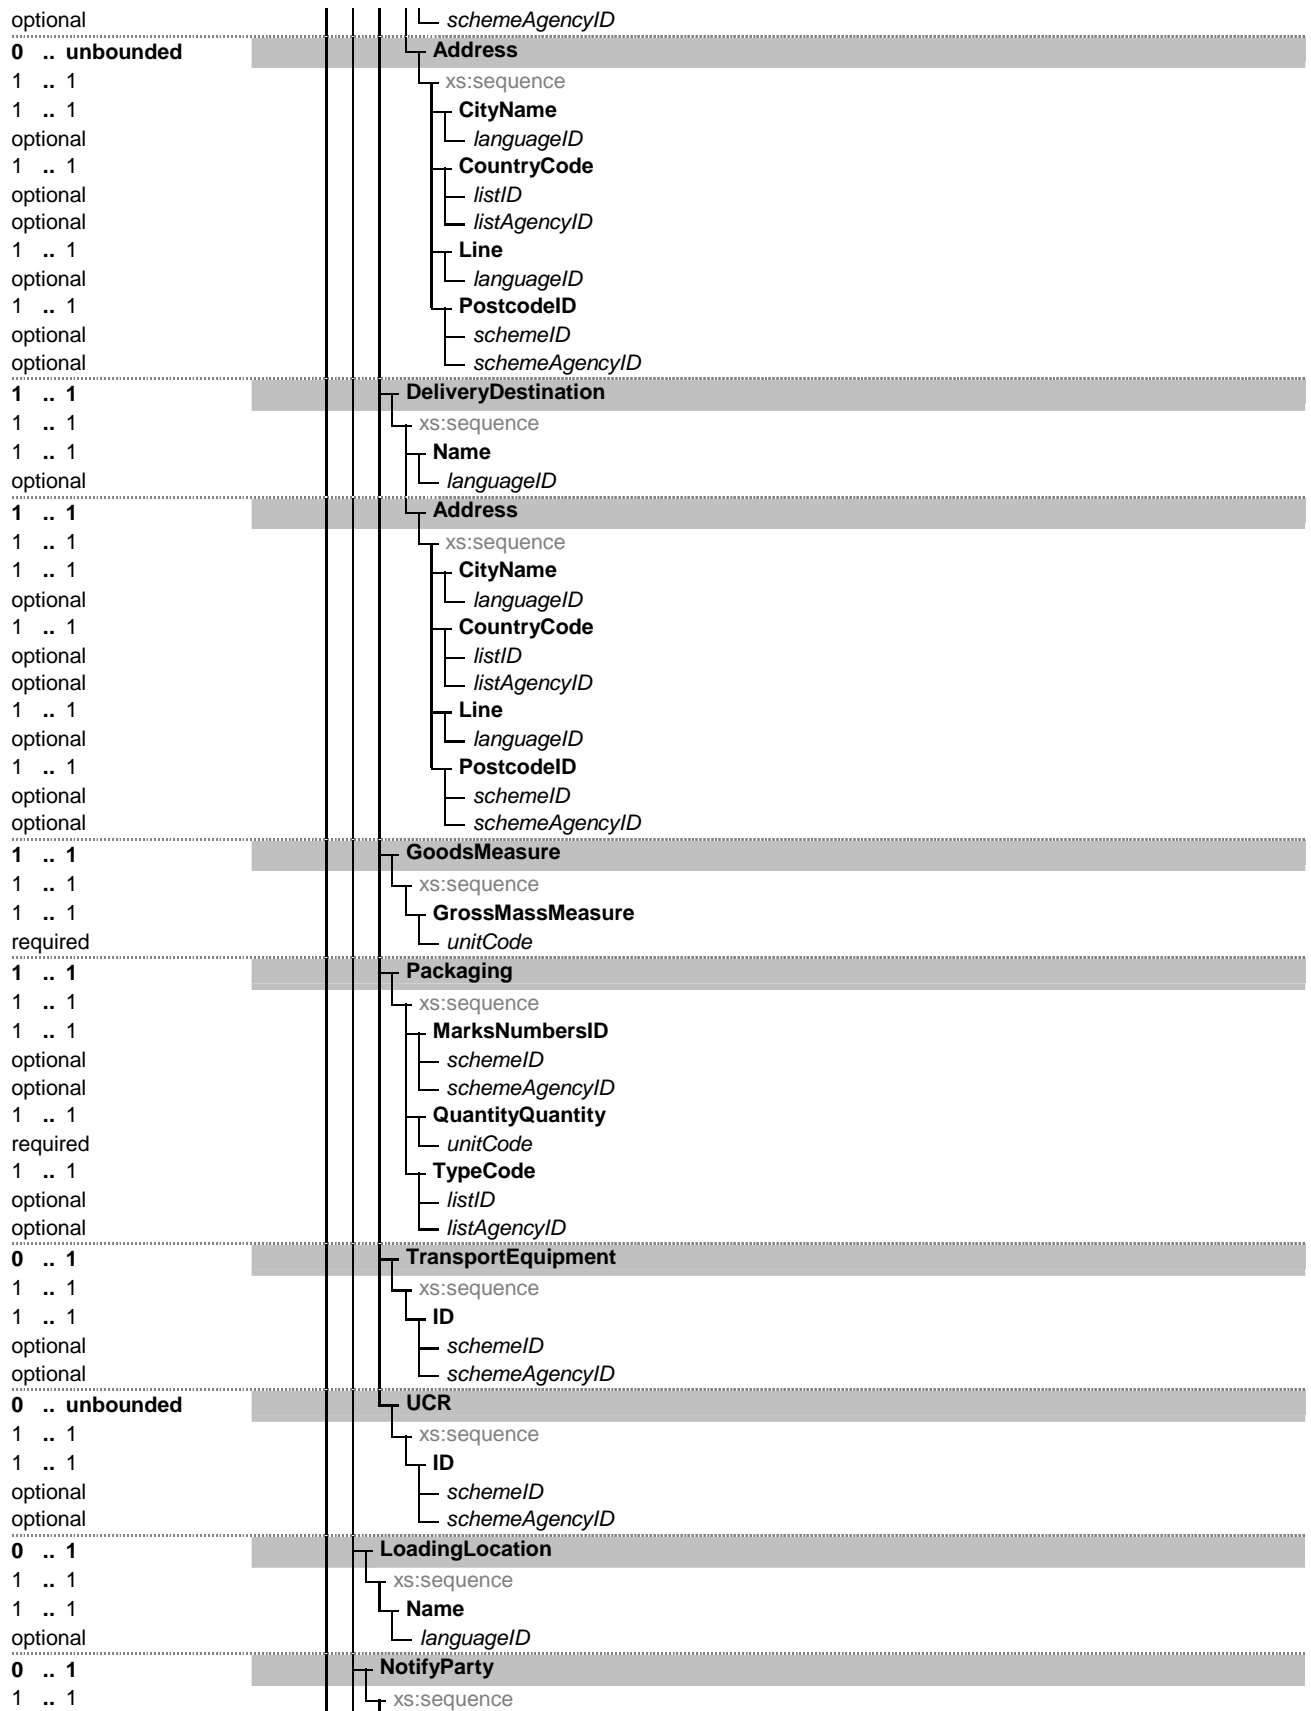 optional schemeAgencyID
0 .. unbounded Address
1 .. 1 xs:sequence
1 .. 1 CityName
optional languageID
1 .. 1 CountryCode
optional listID
optional listAgencyID
1 .. 1 Line
optional languageID
1 .. 1 PostcodeID
optional schemeID
optional schemeAgencyID
1 .. 1 DeliveryDestination
1 .. 1 xs:sequence
1 .. 1 Name
optional languageID
1 .. 1 Address
1 .. 1 xs:sequence
1 .. 1 CityName
optional languageID
1 .. 1 CountryCode
optional listID
optional listAgencyID
1 .. 1 Line
optional languageID
1 .. 1 PostcodeID
optional schemeID
optional schemeAgencyID
1 .. 1 GoodsMeasure
1 .. 1 xs:sequence
1 .. 1 GrossMassMeasure
required unitCode
1 .. 1 Packaging
1 .. 1 xs:sequence
1 .. 1 MarksNumbersID
optional schemeID
optional schemeAgencyID
1 .. 1 QuantityQuantity
required unitCode
1 .. 1 TypeCode
optional listID
optional listAgencyID
0 .. 1 TransportEquipment
1 .. 1 xs:sequence
1 .. 1 ID
optional schemeID
optional schemeAgencyID
0 .. unbounded UCR
1 .. 1 xs:sequence
1 .. 1 ID
optional schemeID
optional schemeAgencyID
0 .. 1 LoadingLocation
1 .. 1 xs:sequence
1 .. 1 Name
optional languageID
0 .. 1 NotifyParty
1 .. 1 xs:sequence